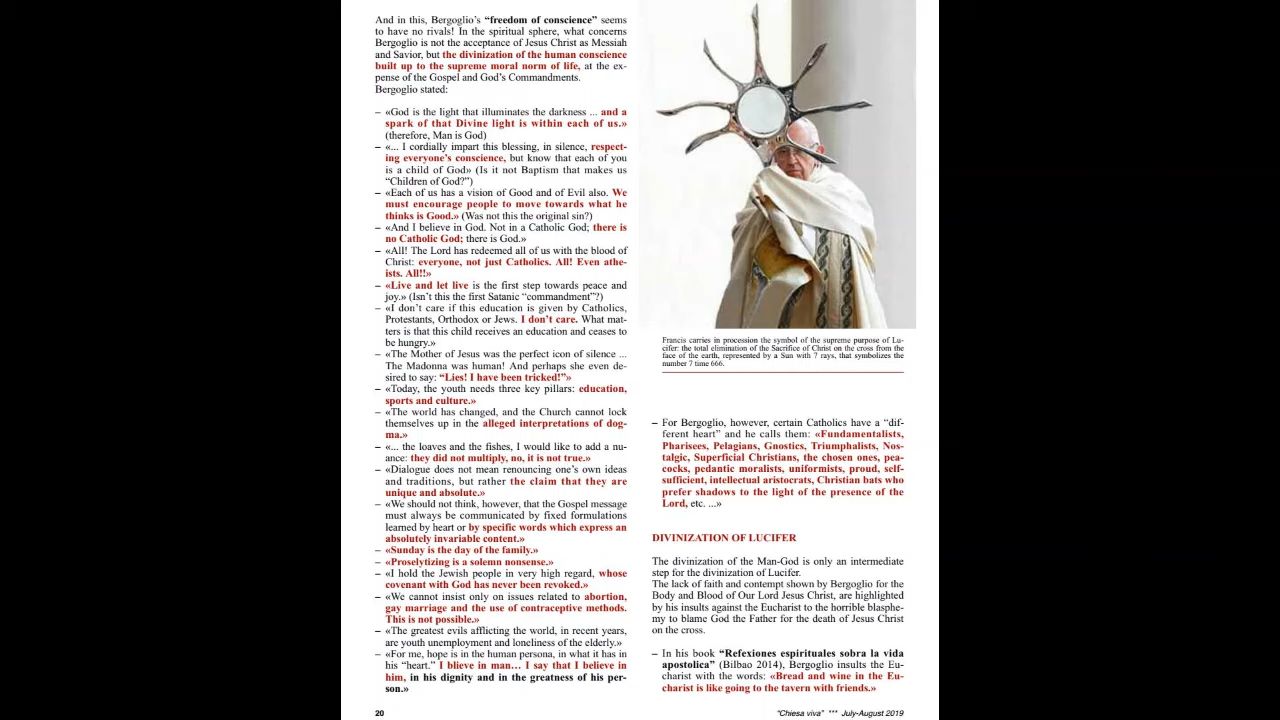 And in this, Bergoglio's “freedom of conscience” seems
to have no rivals! In the spiritual sphere, what concerns
Bergoglio is not the acceptance of Jesus Christ as Messiah
and Savior, but the divinization of the human conscience
built up to the supreme moral norm of life, at the ex-
pense of the Gospel and God's Commandments.
Bergoglio stated:
– «God is the light that illuminates the darkness ... and a
spark of that Divine light is within each of us.»
(therefore, Man is God)
– «... I cordially impart this blessing, in silence, respect-
ing everyone's conscience, but know that each of you
is a child of God» (Is it not Baptism that makes us
“Children of God?”)
– «Each of us has a vision of Good and of Evil also. We
must encourage people to move towards what he
thinks is Good.» (Was not this the original sin?)
– «And I believe in God. Not in a Catholic God; there is
no Catholic God; there is God.»
– «All! The Lord has redeemed all of us with the blood of
Christ: everyone, not just Catholics. All! Even athe-
ists. All!!»
– «Live and let live is the first step towards peace and
joy.» (Isn't this the first Satanic “commandment”?)
– «I don't care if this education is given by Catholics,
Protestants, Orthodox or Jews. I don't care. What mat-
ters is that this child receives an education and ceases to
be hungry.»
– «The Mother of Jesus was the perfect icon of silence ...
The Madonna was human! And perhaps she even de-
sired to say: “Lies! I have been tricked!”»
– «Today, the youth needs three key pillars: education,
sports and culture.»
– «The world has changed, and the Church cannot lock
themselves up in the alleged interpretations of dog-
ma.»
– «... the loaves and the fishes, I would like to add a nu-
ance: they did not multiply, no, it is not true.»
– «Dialogue does not mean renouncing one's own ideas
and traditions, but rather the claim that they are
unique and absolute.»
– «We should not think, however, that the Gospel message
must always be communicated by fixed formulations
learned by heart or by specific words which express an
absolutely invariable content.»
– «Sunday is the day of the family.»
– «Proselytizing is a solemn nonsense.»
– «I hold the Jewish people in very high regard, whose
covenant with God has never been revoked.»
– «We cannot insist only on issues related to abortion,
gay marriage and the use of contraceptive methods.
This is not possible.»
– «The greatest evils afflicting the world, in recent years,
are youth unemployment and loneliness of the elderly.»
– «For me, hope is in the human persona, in what it has in
his “heart.” I blieve in man… I say that I believe in
him, in his dignity and in the greatness of his per-
son.»
Francis carries in procession the symbol of the supreme purpose of Lu-
cifer: the total elimination of the Sacrifice of Christ on the cross from the
face of the earth, represented by a Sun with 7 rays, that symbolizes the
number 7 time 666.
– For Bergoglio, however, certain Catholics have a “dif-
ferent heart” and he calls them: «Fundamentalists,
Pharisees, Pelagians, Gnostics, Triumphalists, Nos-
talgic, Superficial Christians, the chosen ones, pea-
cocks, pedantic moralists, uniformists, proud, self-
sufficient, intellectual aristocrats, Christian bats who
prefer shadows to the light of the presence of the
Lord, etc. ...»
DIVINIZATION OF LUCIFER
The divinization of the Man-God is only an intermediate
step for the divinization of Lucifer.
The lack of faith and contempt shown by Bergoglio for the
Body and Blood of Our Lord Jesus Christ, are highlighted
by his insults against the Eucharist to the horrible blasphe-
my to blame God the Father for the death of Jesus Christ
on the cross.
– In his book “Refexiones espirituales sobra la vida
apostolica” (Bilbao 2014), Bergoglio insults the Eu-
charist with the words: «Bread and wine in the Eu-
charist is like going to the tavern with friends.»
20
“Chiesa viva” *** July-August 2019